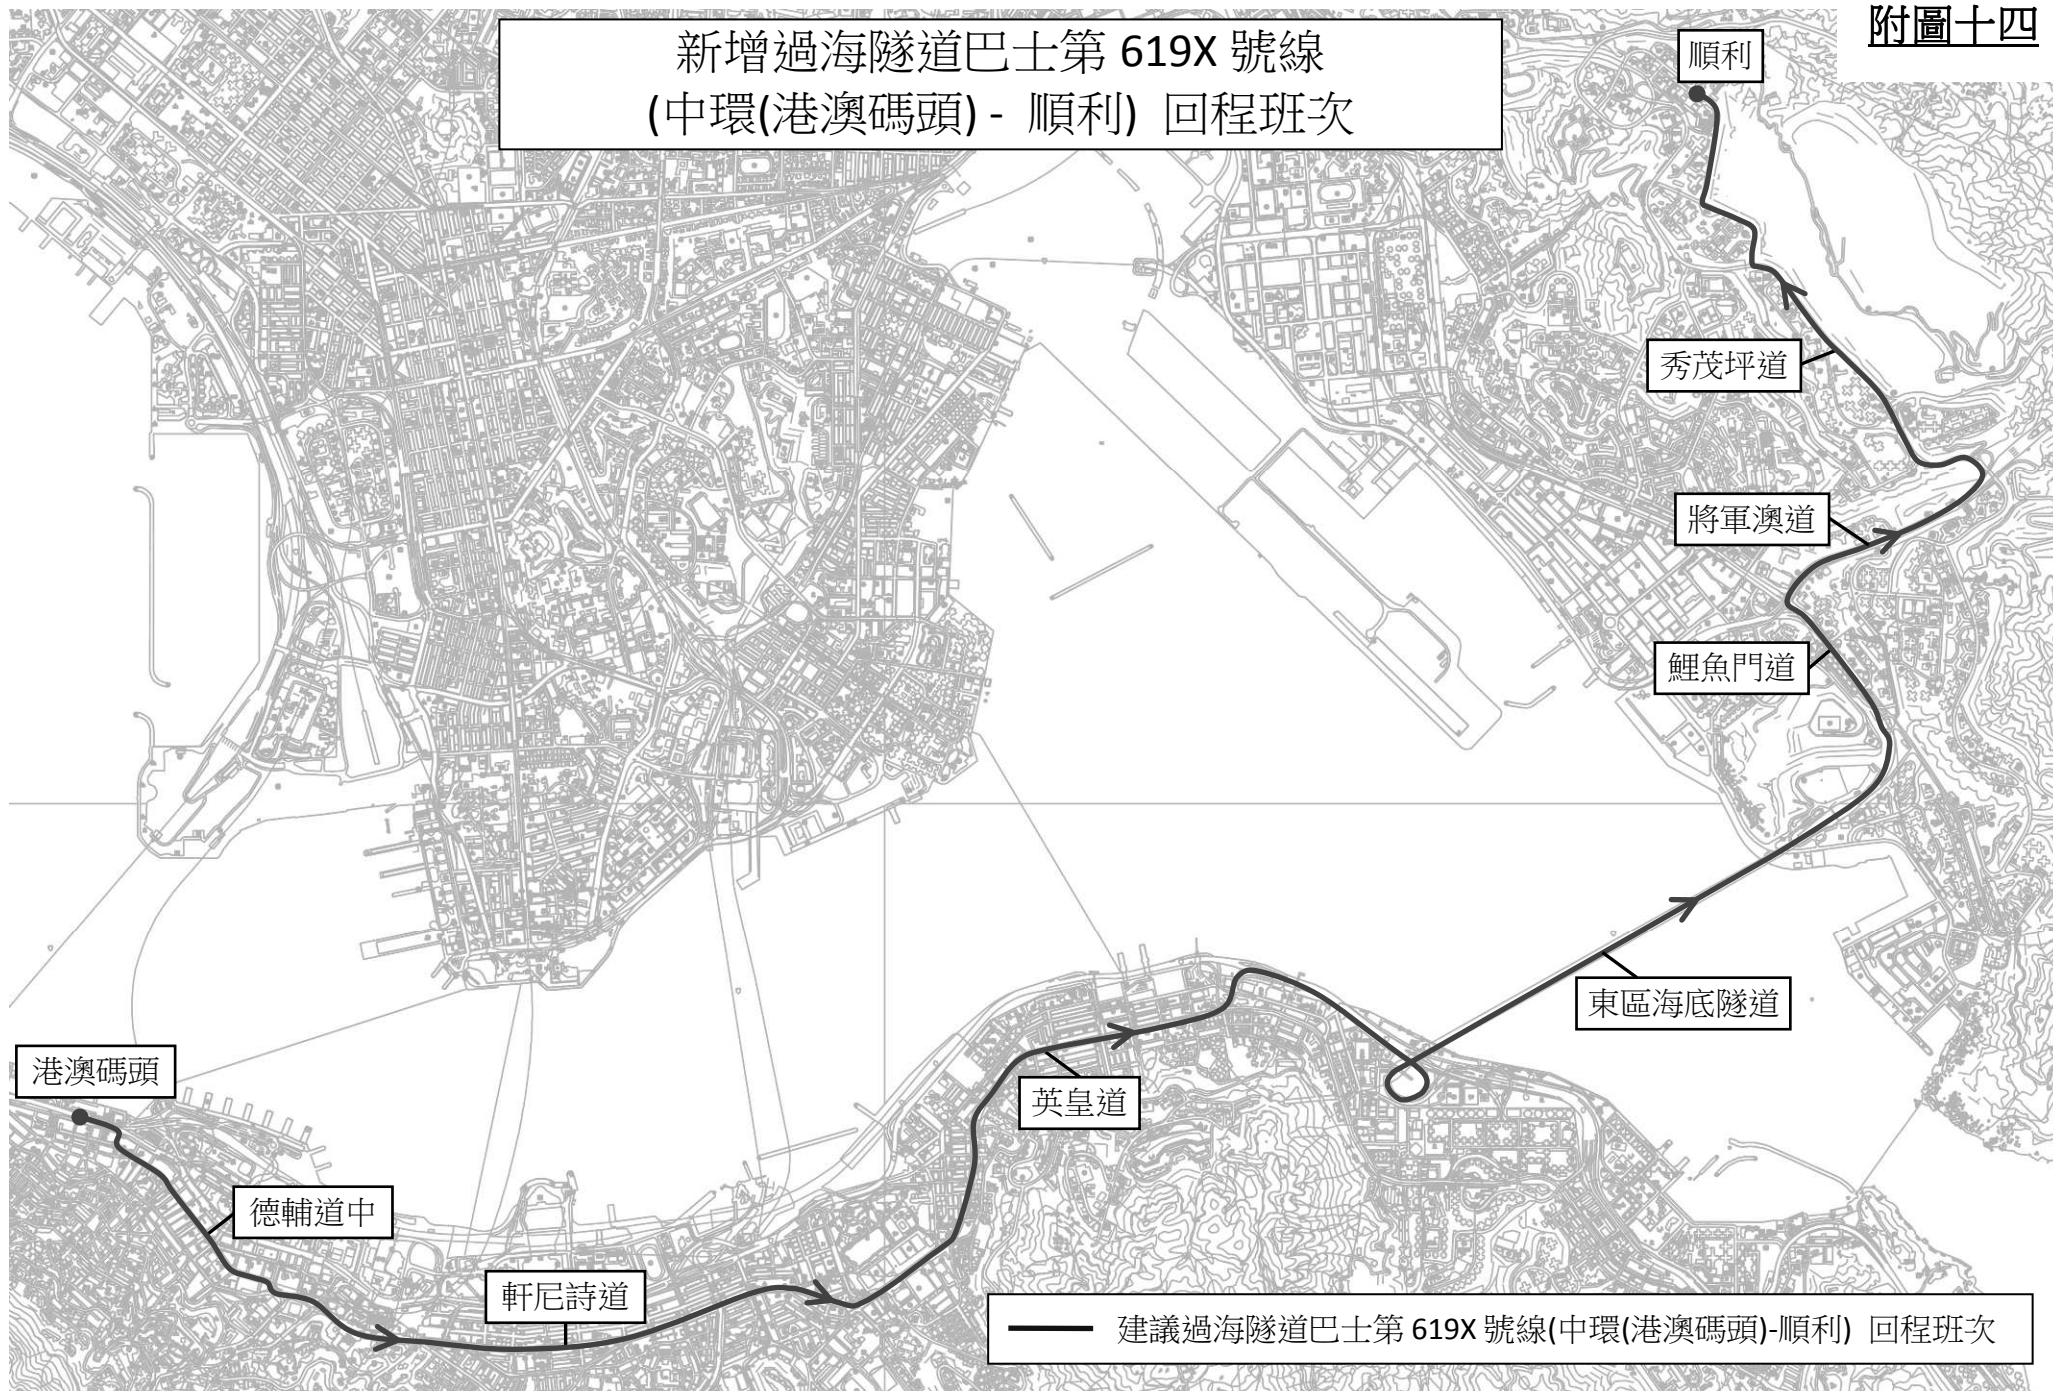 附圖十四
新增過海隧道巴士第 619X 號線
(中環(港澳碼頭) - 順利) 回程班次
順利
秀茂坪道
將軍澳道
鯉魚門道
東區海底隧道
英皇道
港澳碼頭
德輔道中
軒尼詩道
建議過海隧道巴士第 619X 號線(中環(港澳碼頭)-順利) 回程班次